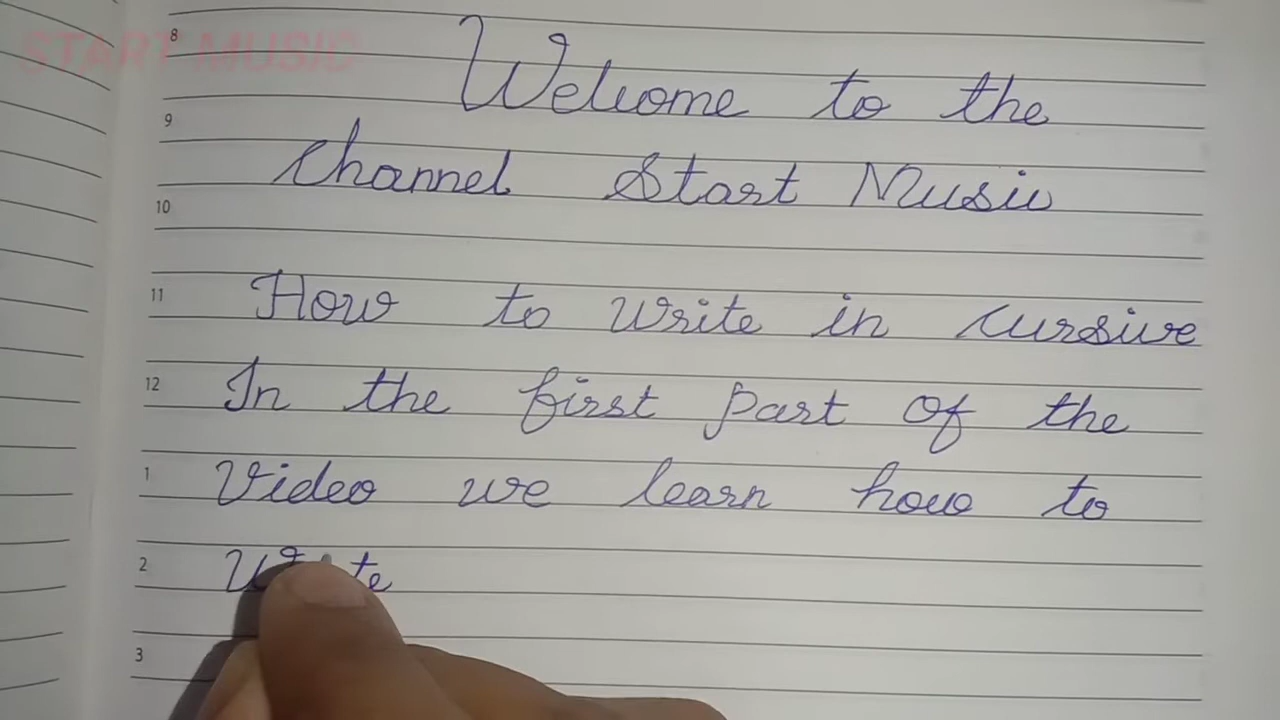 START MUSIC
8
Welcome to the
9
Channel Start Music
10
11
How to write in cursive
12
In the first part of the
1
Video we learn how to
2
Write
3